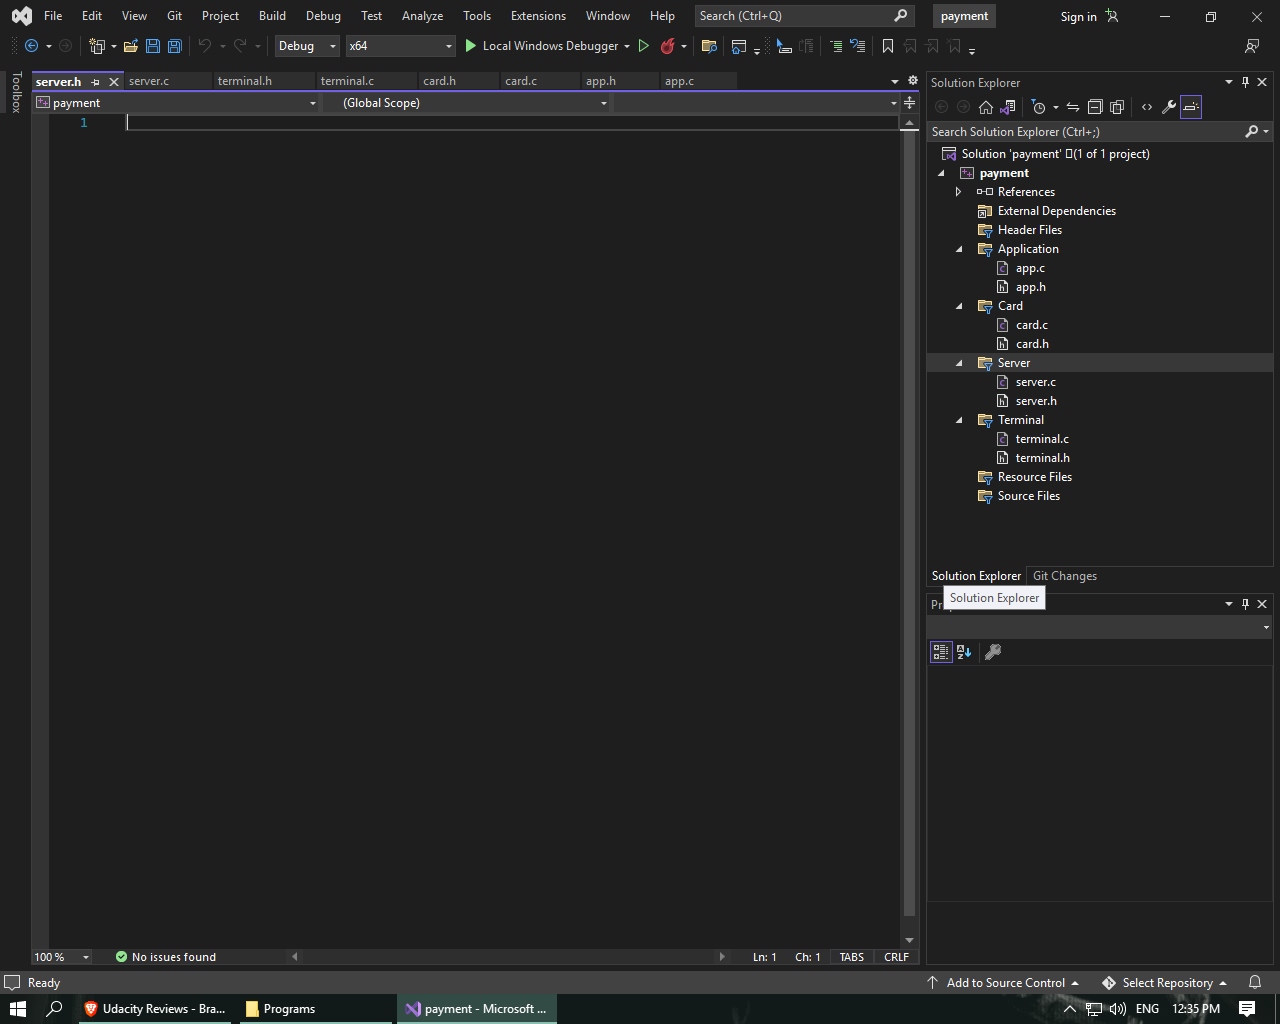 File Edit View Git Project Build Debug Test Analyze Tools Extensions Window Help Search (Ctrl+Q) payment Sign in
Debug x64 Local Windows Debugger
Toolbox
server.h server.c terminal.h terminal.c card.h card.c app.h app.c
payment (Global Scope)
1
Solution Explorer
Search Solution Explorer (Ctrl+;)
Solution 'payment' (1 of 1 project)
payment
References
External Dependencies
Header Files
Application
app.c
app.h
Card
card.c
card.h
Server
server.c
server.h
Terminal
terminal.c
terminal.h
Resource Files
Source Files
Solution Explorer Git Changes
Solution Explorer
100 % No issues found Ln: 1 Ch: 1 TABS CRLF
Ready Add to Source Control Select Repository
Udacity Reviews - Bra... Programs payment - Microsoft ... ENG 12:35 PM